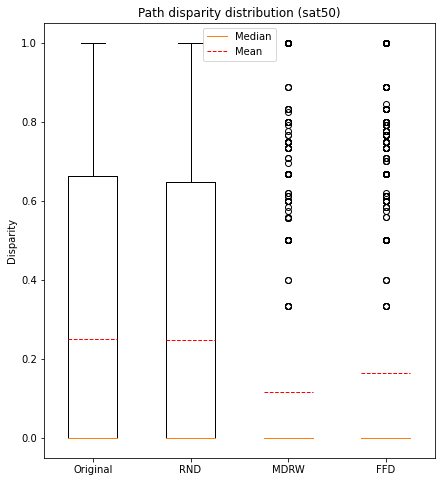 Path disparity distribution (sat50)
Median
Mean
1.0
0.8
0.6
0.4
0.2
0.0
Disparity
Original RND MDRW FFD